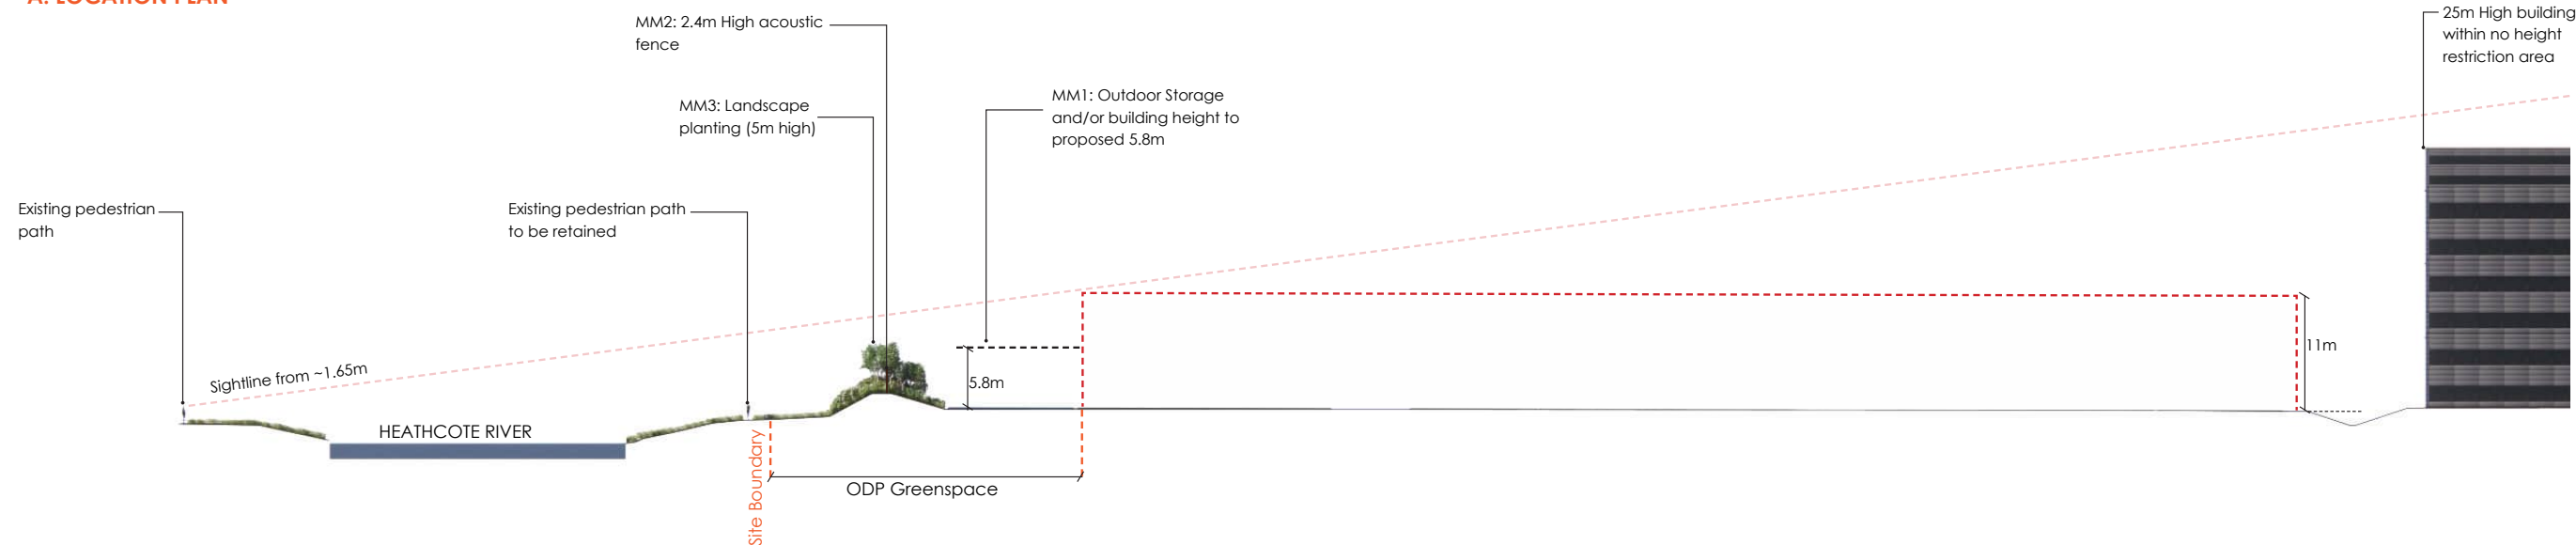 A. LOCATION PLAN
MM2: 2.4m High acoustic
fence
25m High building
within no height
restriction area
MM3: Landscape
planting (5m high)
MM1: Outdoor Storage
and/or building height to
proposed 5.8m
Existing pedestrian
path
Existing pedestrian path
to be retained
Sightline from ~1.65m
5.8m
11m
HEATHCOTE RIVER
Site Boundary
ODP Greenspace